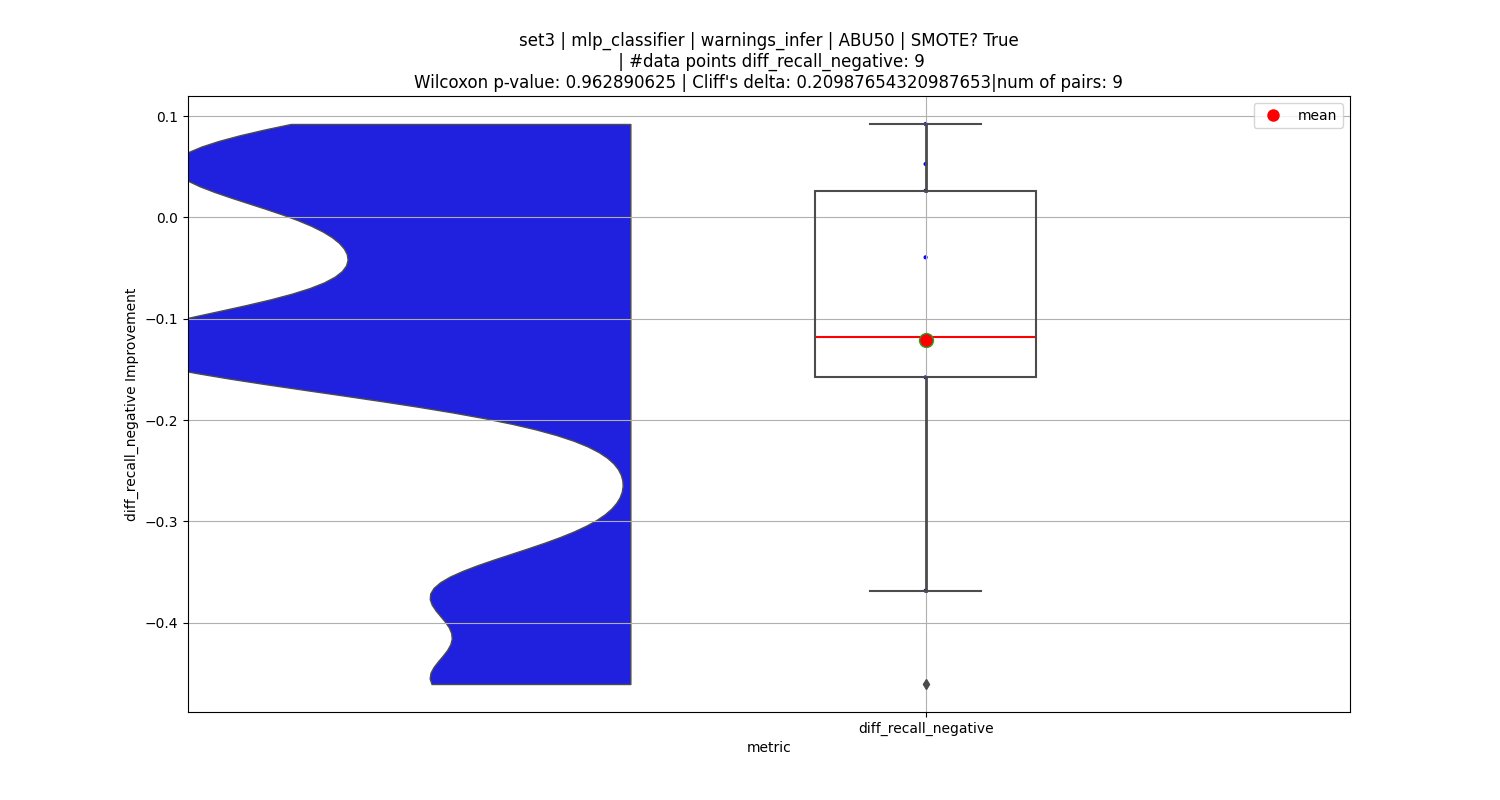 set3 | mlp_classifier | warnings_infer | ABU50 | SMOTE? True
| #data points diff_recall_negative: 9
Wilcoxon p-value: 0.962890625 | Cliff's delta: 0.20987654320987653|num of pairs: 9
mean
0.1
0.0
−0.1
−0.2
−0.3
−0.4
diff_recall_negative Improvement
diff_recall_negative
metric